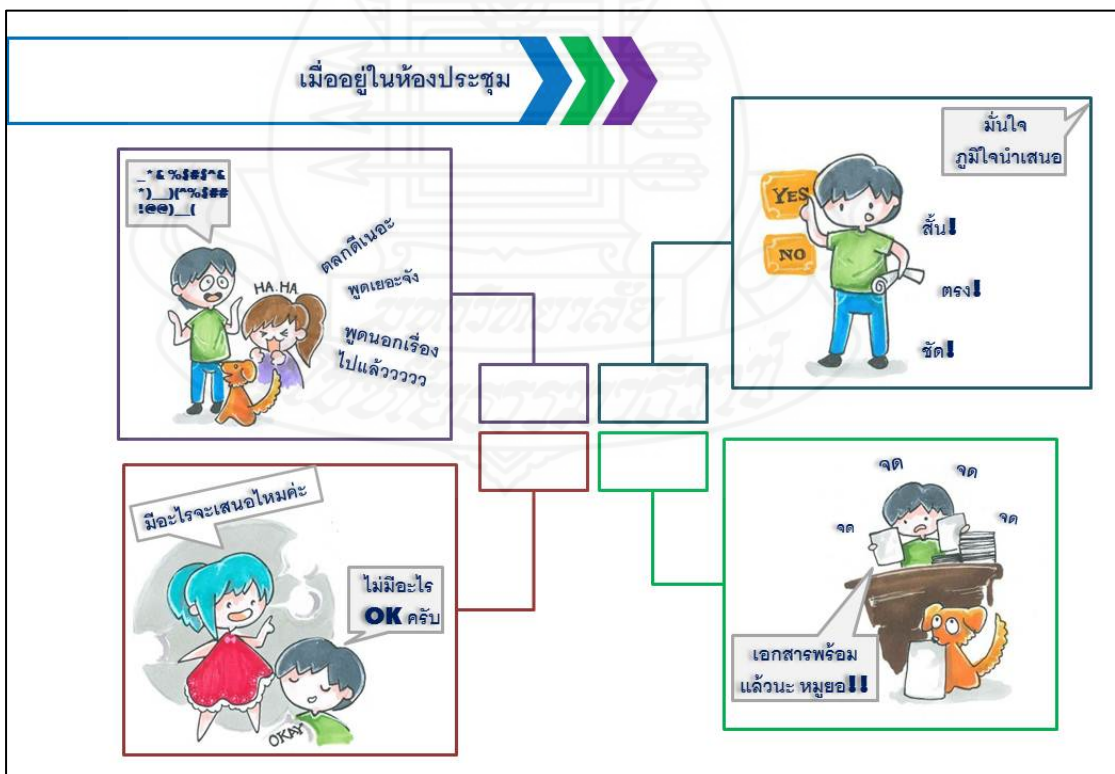 เมื่ออยู่ในห้องประชุม
_*&%$#$^&
*)__)(^%$##
!@@)__(
HA.HA
ตลกดีเนอะ
พูดเยอะจัง
พูดนอกเรื่อง
ไปแล้วววววว
มั่นใจ
ภูมิใจนำเสนอ
YES
NO
สั้น!
ตรง!
ชัด!
มีอะไรจะเสนอไหมค่ะ
ไม่มีอะไร
OK ครับ
OKAY
จด
จด
จด
จด
เอกสารพร้อม
แล้วนะ หมูยอ!!